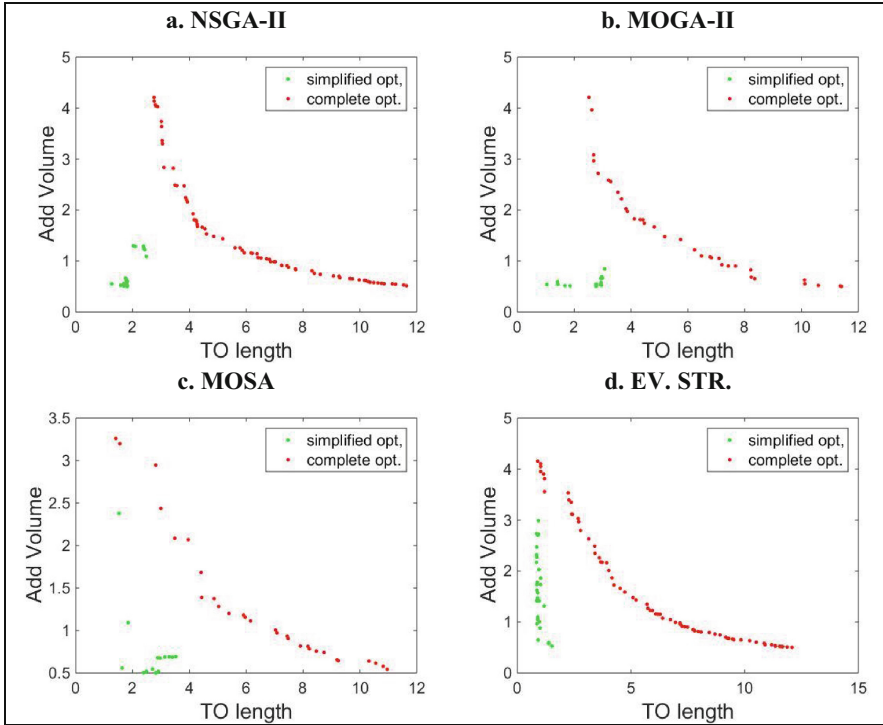 a. NSGA-II
5
4
3
2
1
0
0 2 4 6 8 10 12
Add Volume
TO length
simplified opt,
complete opt.
b. MOGA-II
5
4
3
2
1
0
0 2 4 6 8 10 12
Add Volume
TO length
simplified opt,
complete opt.
c. MOSA
3.5
3
2.5
2
1.5
1
0.5
0 2 4 6 8 10 12
Add Volume
TO length
simplified opt,
complete opt.
d. EV. STR.
5
4
3
2
1
0
0 5 10 15
Add Volume
TO length
simplified opt,
complete opt.